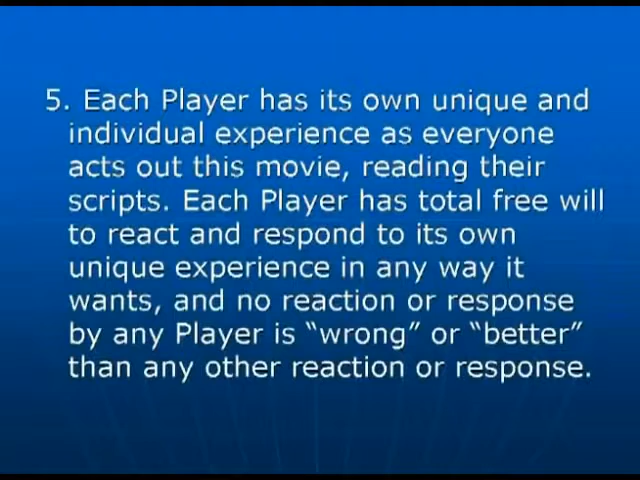 5. Each Player has its own unique and
individual experience as everyone
acts out this movie, reading their
scripts. Each Player has total free will
to react and respond to its own
unique experience in any way it
wants, and no reaction or response
by any Player is “wrong” or “better”
than any other reaction or response.